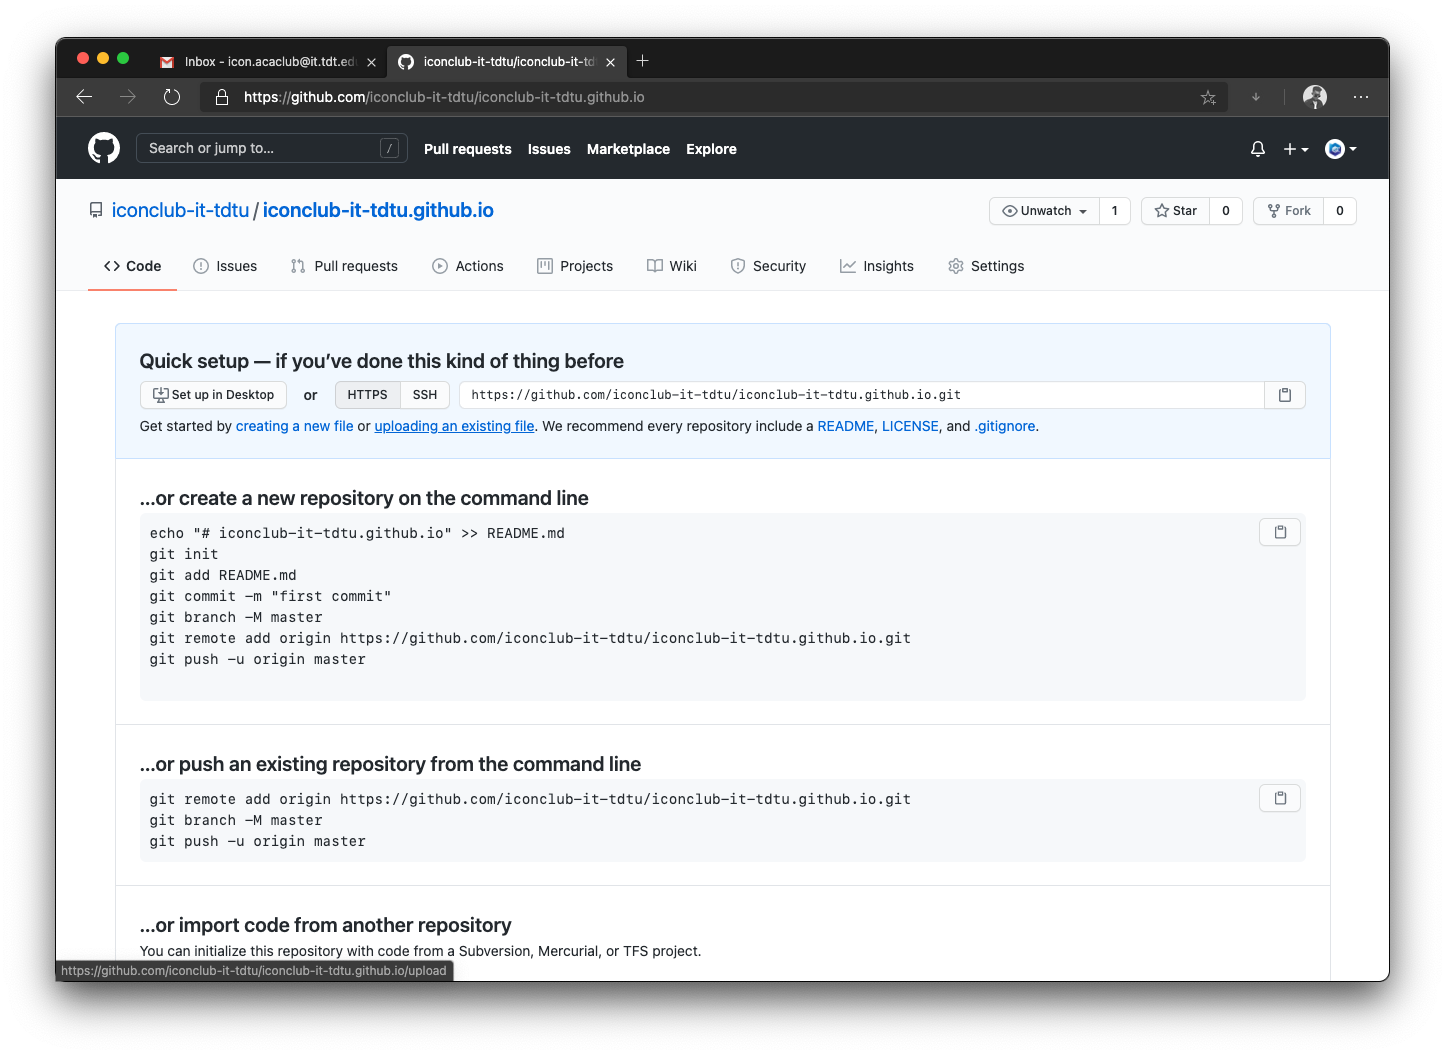 Inbox - icon.acaclub@it.tdt.ed
iconclub-it-tdtu/iconclub-it-td
https://github.com/iconclub-it-tdtu/iconclub-it-tdtu.github.io
Search or jump to...
/
Pull requests
Issues
Marketplace
Explore
iconclub-it-tdtu / iconclub-it-tdtu.github.io
Unwatch
1
Star
0
Fork
0
Code
Issues
Pull requests
Actions
Projects
Wiki
Security
Insights
Settings
Quick setup — if you’ve done this kind of thing before
Set up in Desktop
or
HTTPS
SSH
https://github.com/iconclub-it-tdtu/iconclub-it-tdtu.github.io.git
Get started by creating a new file or uploading an existing file. We recommend every repository include a README, LICENSE, and .gitignore.
...or create a new repository on the command line
echo "# iconclub-it-tdtu.github.io" >> README.md
git init
git add README.md
git commit -m "first commit"
git branch -M master
git remote add origin https://github.com/iconclub-it-tdtu/iconclub-it-tdtu.github.io.git
git push -u origin master
...or push an existing repository from the command line
git remote add origin https://github.com/iconclub-it-tdtu/iconclub-it-tdtu.github.io.git
git branch -M master
git push -u origin master
...or import code from another repository
You can initialize this repository with code from a Subversion, Mercurial, or TFS project.
https://github.com/iconclub-it-tdtu/iconclub-it-tdtu.github.io/upload